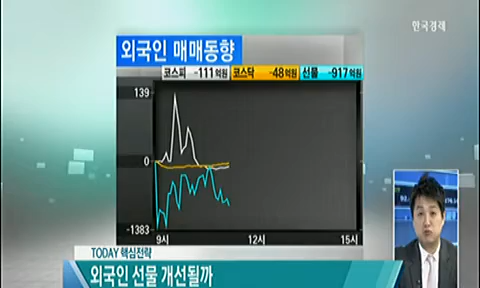 한국경제
외국인 매매동향
코스피 -111억원 코스닥 -48억원 선물 -917억원
139
0
-1383
9시 12시 15시
TODAY 핵심전략
외국인 선물 개선될까